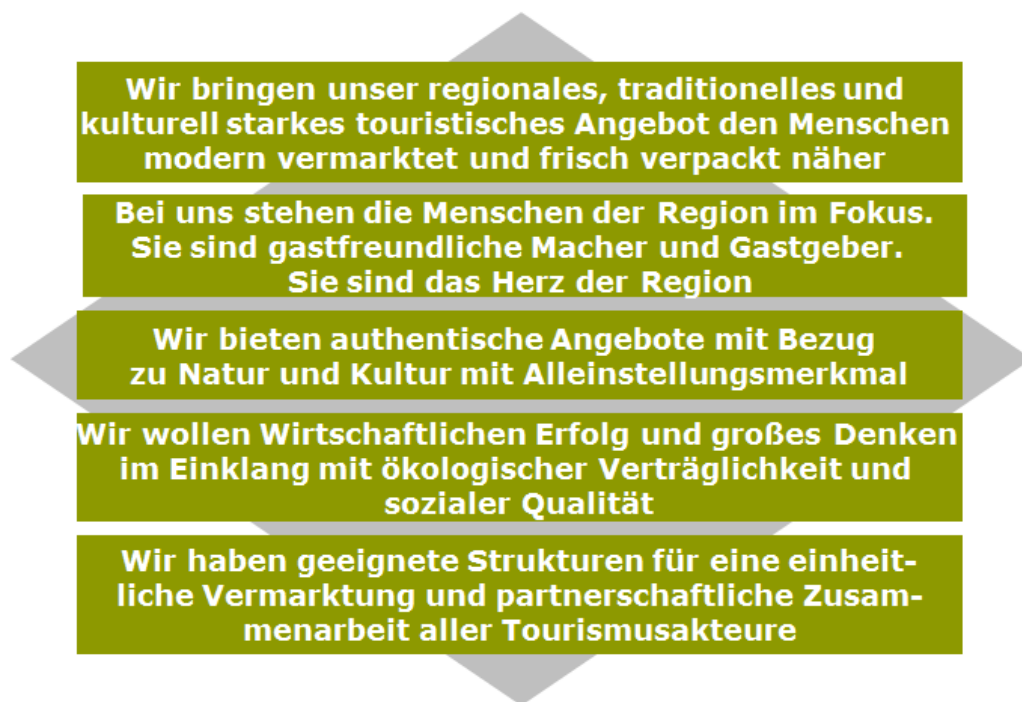 Wir bringen unser regionales, traditionelles und
kulturell starkes touristisches Angebot den Menschen
modern vermarktet und frisch verpackt näher
Bei uns stehen die Menschen der Region im Fokus.
Sie sind gastfreundliche Macher und Gastgeber.
Sie sind das Herz der Region
Wir bieten authentische Angebote mit Bezug
zu Natur und Kultur mit Alleinstellungsmerkmal
Wir wollen Wirtschaftlichen Erfolg und großes Denken
im Einklang mit ökologischer Verträglichkeit und
sozialer Qualität
Wir haben geeignete Strukturen für eine einheit-
liche Vermarktung und partnerschaftliche Zusam-
menarbeit aller Tourismusakteure